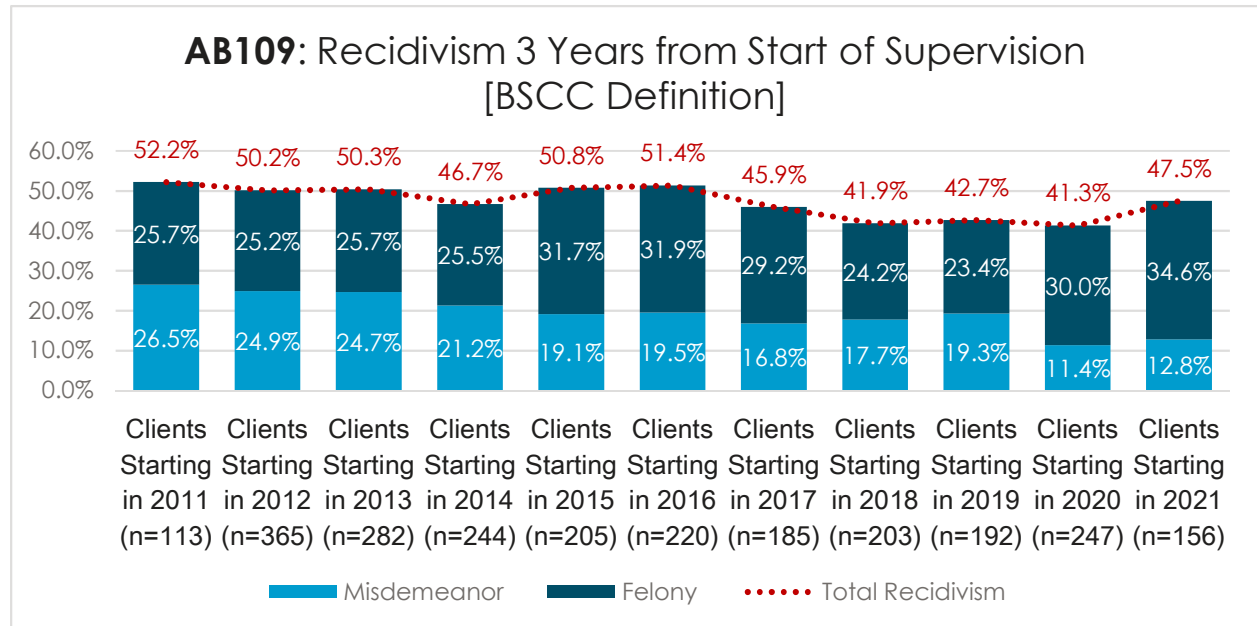 AB109: Recidivism 3 Years from Start of Supervision
[BSCC Definition]
60.0%
50.0%
40.0%
30.0%
20.0%
10.0%
0.0%
52.2% 50.2% 50.3% 46.7% 50.8% 51.4% 45.9% 41.9% 42.7% 41.3% 47.5%
25.7% 25.2% 25.7% 25.5% 31.7% 31.9% 29.2% 24.2% 23.4% 30.0% 34.6%
26.5% 24.9% 24.7% 21.2% 19.1% 19.5% 16.8% 17.7% 19.3% 11.4% 12.8%
Clients Clients Clients Clients Clients Clients Clients Clients Clients Clients Clients
Starting Starting Starting Starting Starting Starting Starting Starting Starting Starting Starting
in 2011 in 2012 in 2013 in 2014 in 2015 in 2016 in 2017 in 2018 in 2019 in 2020 in 2021
(n=113) (n=365) (n=282) (n=244) (n=205) (n=220) (n=185) (n=203) (n=192) (n=247) (n=156)
Misdemeanor Felony Total Recidivism